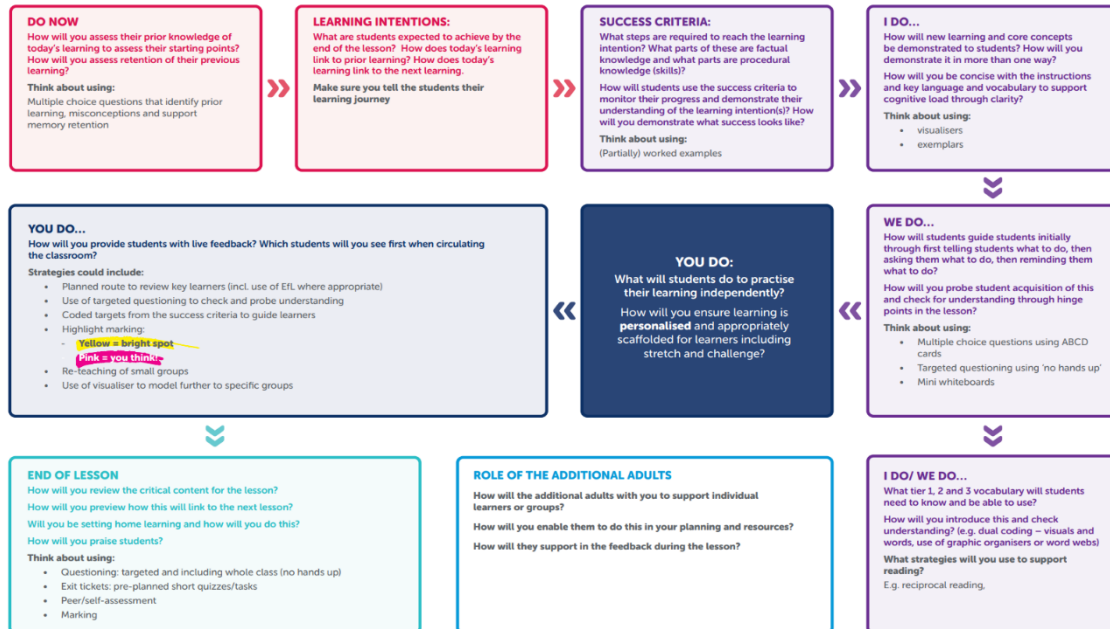 DO NOW
How will you assess their prior knowledge of
today's learning to assess their starting points?
How will you assess retention of their previous
learning?
Think about using:
Multiple choice questions that identify prior
learning, misconceptions and support
memory retention
LEARNING INTENTIONS:
What are students expected to achieve by the
end of the lesson? How does today's learning
link to prior learning? How does today's
learning link to the next learning.
Make sure you tell the students their
learning journey
SUCCESS CRITERIA:
What steps are required to reach the learning
intention? What parts of these are factual
knowledge and what parts are procedural
knowledge (skills)?
How will students use the success criteria to
monitor their progress and demonstrate their
understanding of the learning intention(s)? How
will you demonstrate what success looks like?
Think about using:
(Partially) worked examples
I DO...
How will new learning and core concepts
be demonstrated to students? How will you
demonstrate it in more than one way?
How will you be concise with the instructions
and key language and vocabulary to support
cognitive load through clarity?
Think about using:
• visualisers
• exemplars
WE DO...
How will students guide students initially
through first telling students what to do, then
asking them what to do, then reminding them
what to do?
How will you probe student acquisition of this
and check for understanding through hinge
points in the lesson?
Think about using:
• Multiple choice questions using ABCD
cards
• Targeted questioning using 'no hands up'
• Mini whiteboards
YOU DO:
What will students do to practise
their learning independently?
How will you ensure learning is
personalised and appropriately
scaffolded for learners including
stretch and challenge?
YOU DO...
How will you provide students with live feedback? Which students will you see first when circulating
the classroom?
Strategies could include:
• Planned route to review key learners (incl. use of EfL where appropriate)
• Use of targeted questioning to check and probe understanding
• Coded targets from the success criteria to guide learners
• Highlight marking:
- Yellow = bright spot
Pink = you think!
• Re-teaching of small groups
• Use of visualiser to model further to specific groups
END OF LESSON
How will you review the critical content for the lesson?
How will you preview how this will link to the next lesson?
Will you be setting home learning and how will you do this?
How will you praise students?
Think about using:
• Questioning: targeted and including whole class (no hands up)
• Exit tickets: pre-planned short quizzes/tasks
• Peer/self-assessment
• Marking
ROLE OF THE ADDITIONAL ADULTS
How will the additional adults with you to support individual
learners or groups?
How will you enable them to do this in your planning and resources?
How will they support in the feedback during the lesson?
I DO/ WE DO...
What tier 1, 2 and 3 vocabulary will students
need to know and be able to use?
How will you introduce this and check
understanding? (e.g. dual coding – visuals and
words, use of graphic organisers or word webs)
What strategies will you use to support
reading?
E.g. reciprocal reading,